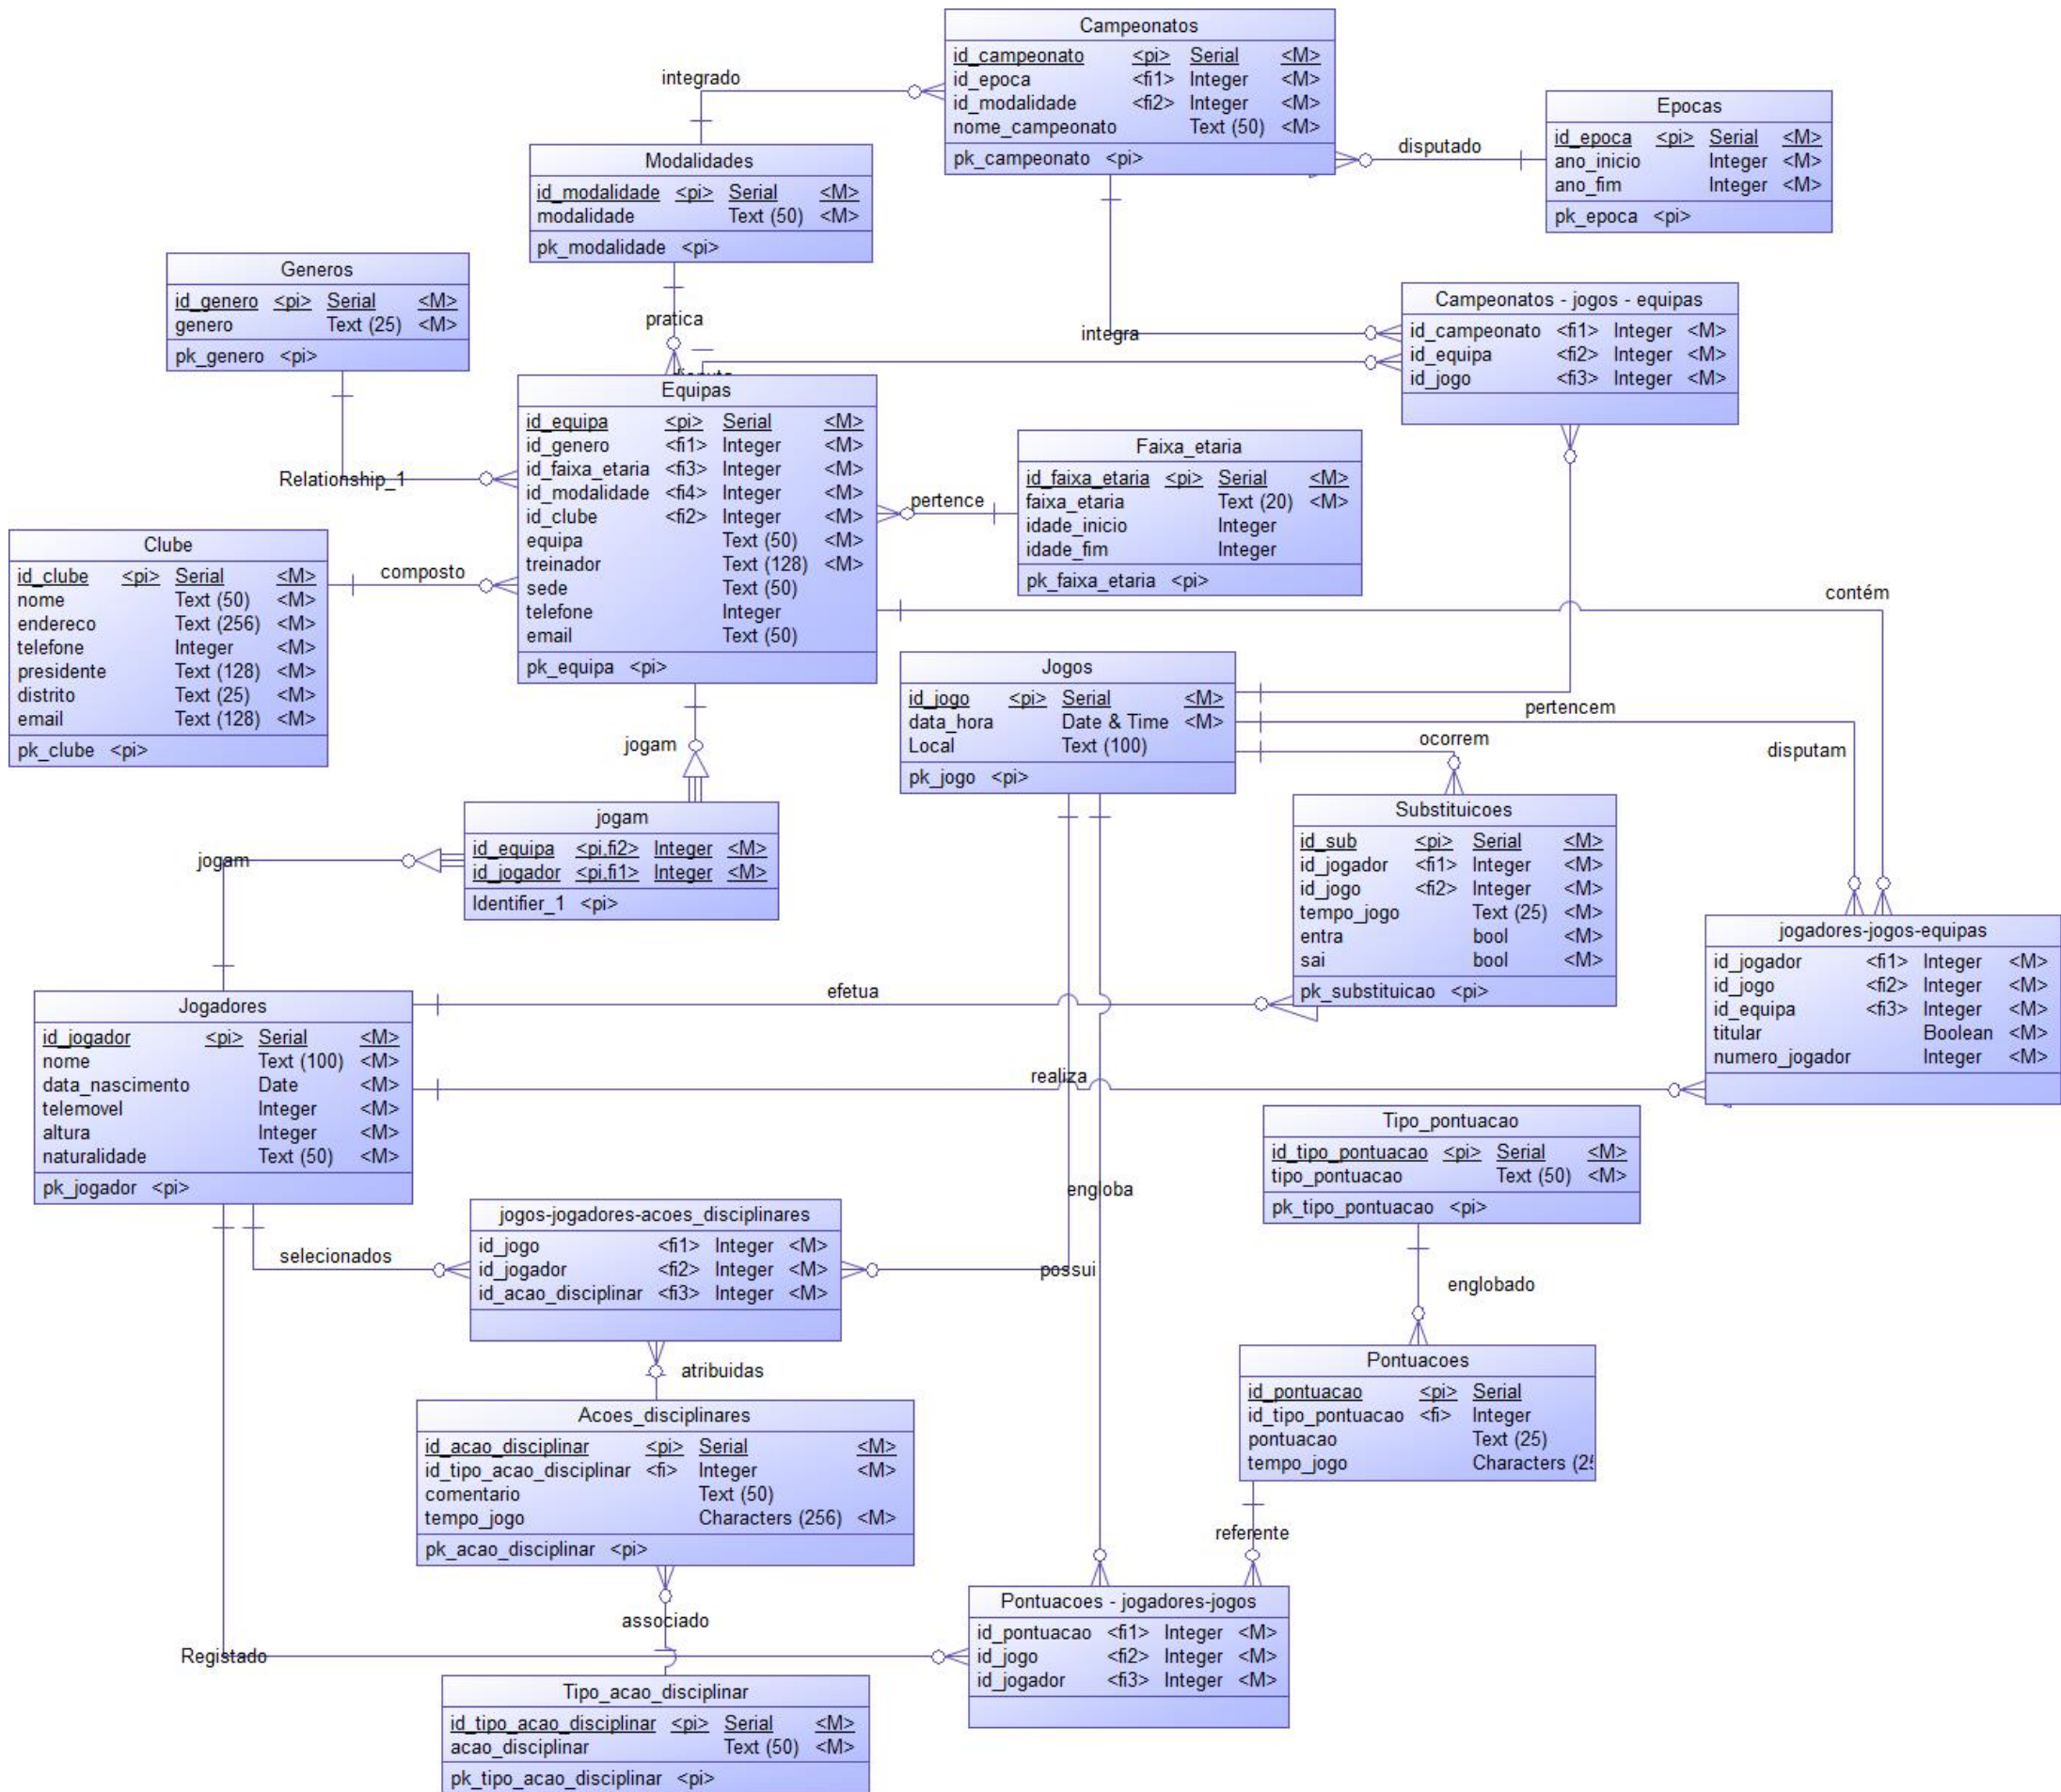 Campeonatos
id_campeonato <pi> Serial <M>
id_epoca <fi1> Integer <M>
id_modalidade <fi2> Integer <M>
nome_campeonato Text (50) <M>
pk_campeonato <pi>
integrado
Epocas
id_epoca <pi> Serial <M>
ano_inicio Integer <M>
ano_fim Integer <M>
pk_epoca <pi>
disputado
Modalidades
id_modalidade <pi> Serial <M>
modalidade Text (50) <M>
pk_modalidade <pi>
Generos
id_genero <pi> Serial <M>
genero Text (25) <M>
pk_genero <pi>
pratica
integra
Campeonatos - jogos - equipas
id_campeonato <fi1> Integer <M>
id_equipa <fi2> Integer <M>
id_jogo <fi3> Integer <M>
Equipas
id_equipa <pi> Serial <M>
id_genero <fi1> Integer <M>
id_faixa_etaria <fi3> Integer <M>
id_modalidade <fi4> Integer <M>
id_clube <fi2> Integer <M>
equipa Text (50) <M>
treinador Text (128) <M>
sede Text (50)
telefone Integer
email Text (50)
pk_equipa <pi>
Relationship_1
pertence
Faixa_etaria
id_faixa_etaria <pi> Serial <M>
faixa_etaria Text (20) <M>
idade_inicio Integer
idade_fim Integer
pk_faixa_etaria <pi>
Clube
id_clube <pi> Serial <M>
nome Text (50) <M>
endereco Text (256) <M>
telefone Integer <M>
presidente Text (128) <M>
distrito Text (25) <M>
email Text (128) <M>
pk_clube <pi>
composto
contém
Jogos
id_jogo <pi> Serial <M>
data_hora Date & Time <M>
Local Text (100)
pk_jogo <pi>
pertencem
ocorrem
disputam
jogam
jogam
id_equipa <pi,fi2> Integer <M>
id_jogador <pi,fi1> Integer <M>
Identifier_1 <pi>
jogam
Substituicoes
id_sub <pi> Serial <M>
id_jogador <fi1> Integer <M>
id_jogo <fi2> Integer <M>
tempo_jogo Text (25) <M>
entra bool <M>
sai bool <M>
pk_substituicao <pi>
jogadores-jogos-equipas
id_jogador <fi1> Integer <M>
id_jogo <fi2> Integer <M>
id_equipa <fi3> Integer <M>
titular Boolean <M>
numero_jogador Integer <M>
efetua
Jogadores
id_jogador <pi> Serial <M>
nome Text (100) <M>
data_nascimento Date <M>
telemovel Integer <M>
altura Integer <M>
naturalidade Text (50) <M>
pk_jogador <pi>
realiza
Tipo_pontuacao
id_tipo_pontuacao <pi> Serial <M>
tipo_pontuacao Text (50) <M>
pk_tipo_pontuacao <pi>
engloba
jogos-jogadores-acoes_disciplinares
id_jogo <fi1> Integer <M>
id_jogador <fi2> Integer <M>
id_acao_disciplinar <fi3> Integer <M>
selecionados
possui
englobado
atribuidas
Pontuacoes
id_pontuacao <pi> Serial
id_tipo_pontuacao <fi> Integer
pontuacao Text (25)
tempo_jogo Characters (25
Acoes_disciplinares
id_acao_disciplinar <pi> Serial <M>
id_tipo_acao_disciplinar <fi> Integer <M>
comentario Text (50)
tempo_jogo Characters (256) <M>
pk_acao_disciplinar <pi>
referente
associado
Pontuacoes - jogadores-jogos
id_pontuacao <fi1> Integer <M>
id_jogo <fi2> Integer <M>
id_jogador <fi3> Integer <M>
Registado
Tipo_acao_disciplinar
id_tipo_acao_disciplinar <pi> Serial <M>
acao_disciplinar Text (50) <M>
pk_tipo_acao_disciplinar <pi>